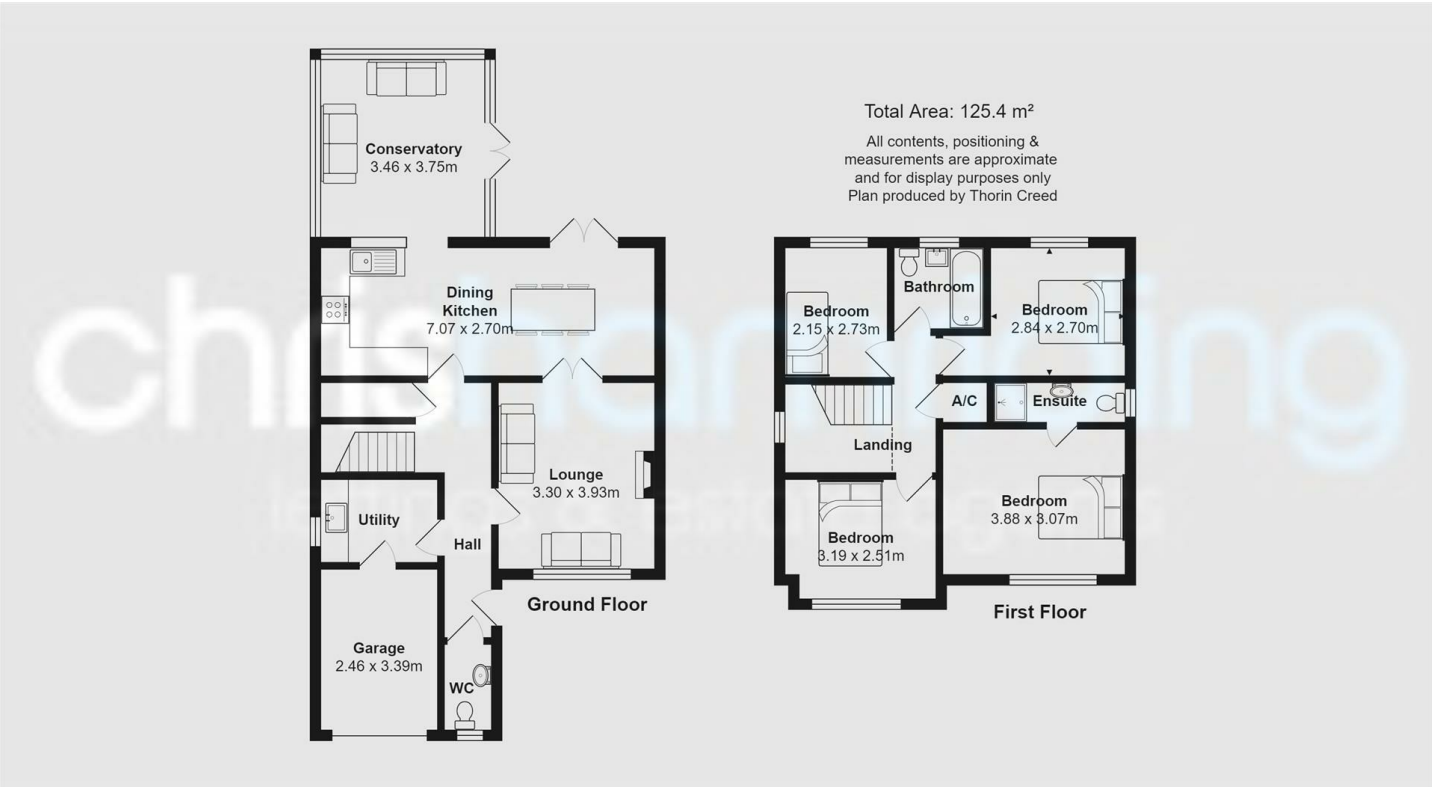 Total Area: 125.4 m²
All contents, positioning &
measurements are approximate
and for display purposes only
Plan produced by Thorin Creed
Conservatory
3.46 x 3.75m
Dining
Kitchen
7.07 x 2.70m
Lounge
3.30 x 3.93m
Utility
Hall
Garage
2.46 x 3.39m
WC
Ground Floor
Bedroom
2.15 x 2.73m
Bathroom
Bedroom
2.84 x 2.70m
A/C
Ensuite
Landing
Bedroom
3.88 x 3.07m
Bedroom
3.19 x 2.51m
First Floor